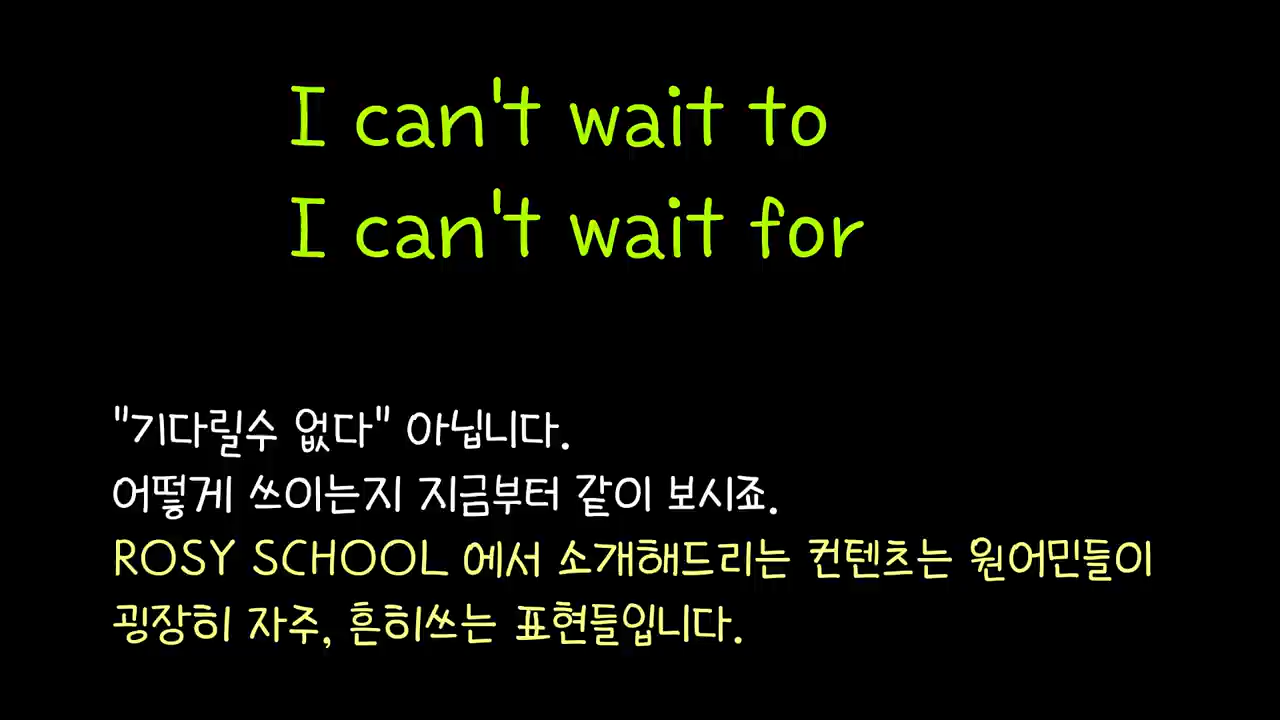 I can't wait to
I can't wait for
"기다릴수 없다" 아닙니다.
어떻게 쓰이는지 지금부터 같이 보시죠.
ROSY SCHOOL 에서 소개해드리는 컨텐츠는 원어민들이
굉장히 자주, 흔히쓰는 표현들입니다.